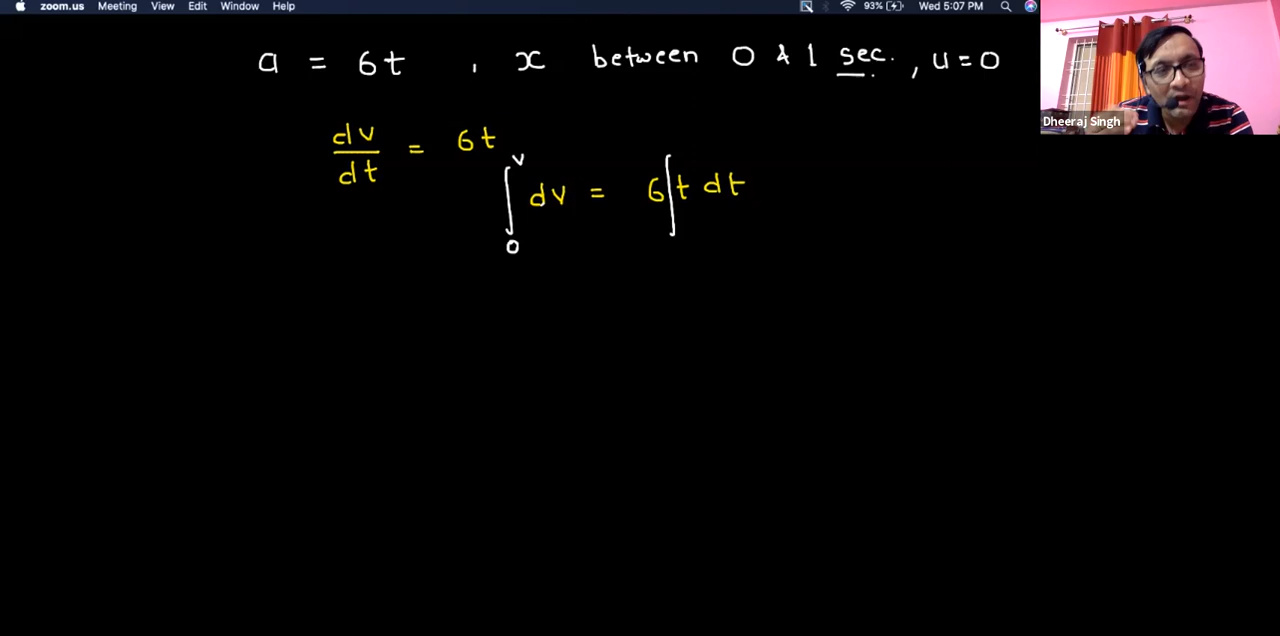 zoom.us Meeting View Edit Window Help 93% Wed 5:07 PM
a = 6t , x between 0 & 1 sec. , u = 0
Dheeraj Singh
dv/dt = 6t
∫₀ᵛ dv = 6∫t dt